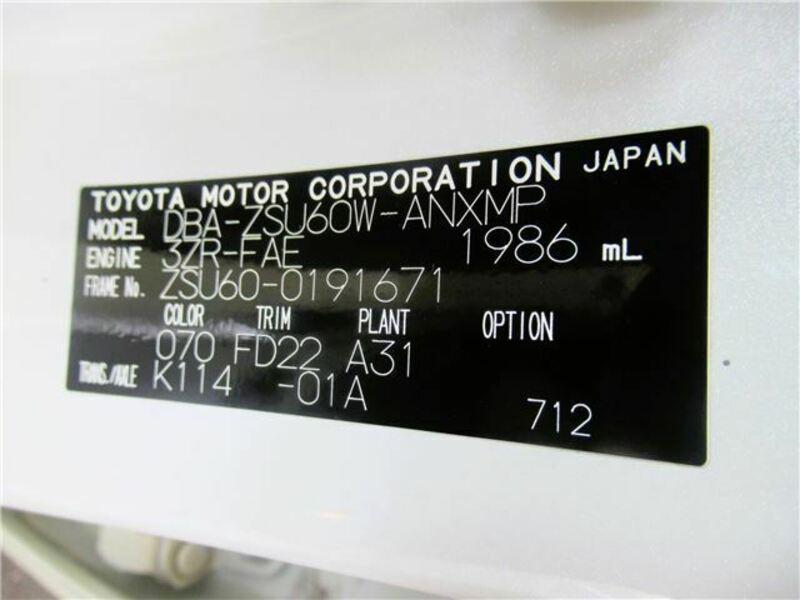 TOYOTA MOTOR CORPORATION JAPAN
MODEL DBA-ZSU60W-ANXMP
ENGINE 3ZR-FAE 1986 mL
FRAME No. ZSU60-0191671
COLOR TRIM PLANT OPTION
070 FD22 A31
TRANS./AXLE K114 -01A
712